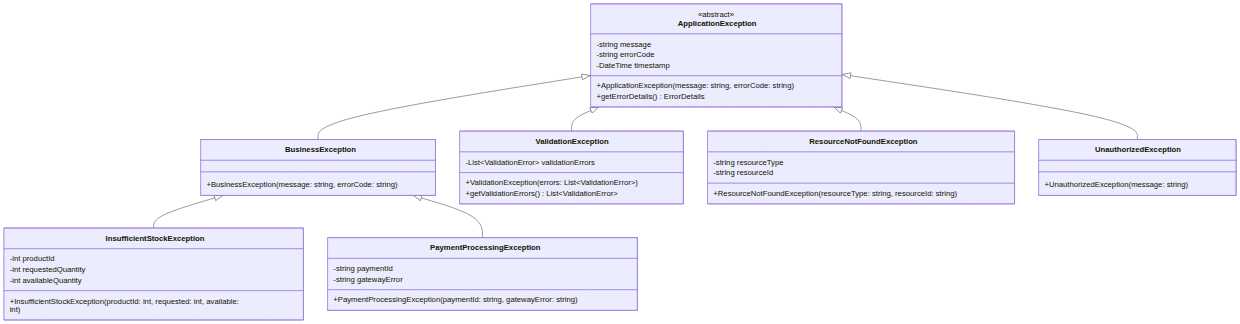 «abstract»
ApplicationException
-string message
-string errorCode
-DateTime timestamp
+ApplicationException(message: string, errorCode: string)
+getErrorDetails() : ErrorDetails
BusinessException
+BusinessException(message: string, errorCode: string)
ValidationException
-List<ValidationError> validationErrors
+ValidationException(errors: List<ValidationError>)
+getValidationErrors() : List<ValidationError>
ResourceNotFoundException
-string resourceType
-string resourceId
+ResourceNotFoundException(resourceType: string, resourceId: string)
UnauthorizedException
+UnauthorizedException(message: string)
InsufficientStockException
-int productId
-int requestedQuantity
-int availableQuantity
+InsufficientStockException(productId: int, requested: int, available:
int)
PaymentProcessingException
-string paymentId
-string gatewayError
+PaymentProcessingException(paymentId: string, gatewayError: string)